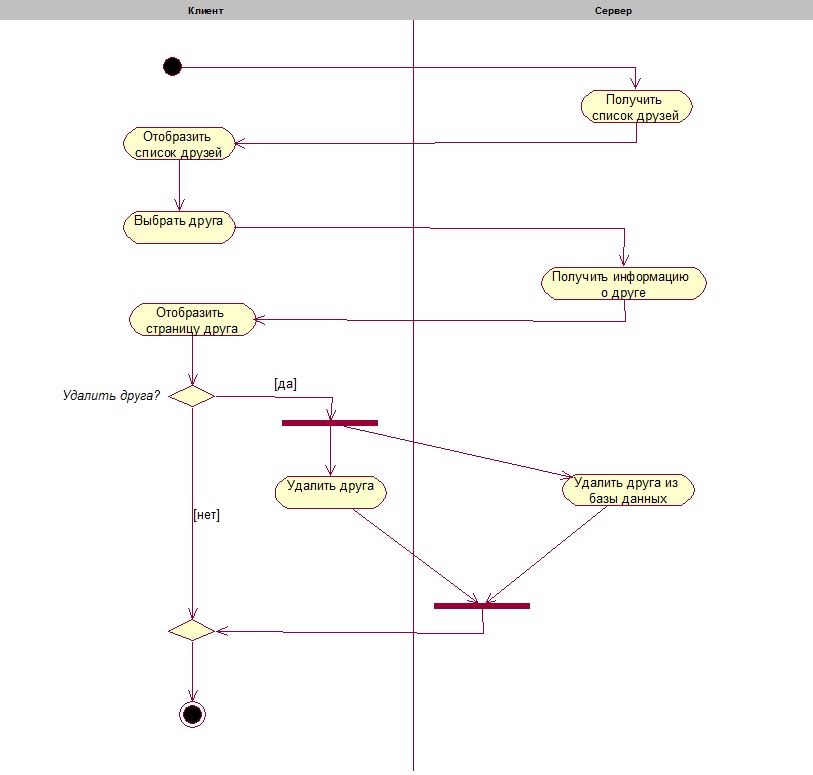 Клиент
Сервер
Получить
список друзей
Отобразить
список друзей
Выбрать друга
Получить информацию
о друге
Отобразить
страницу друга
Удалить друга?
[да]
Удалить друга
Удалить друга из
базы данных
[нет]